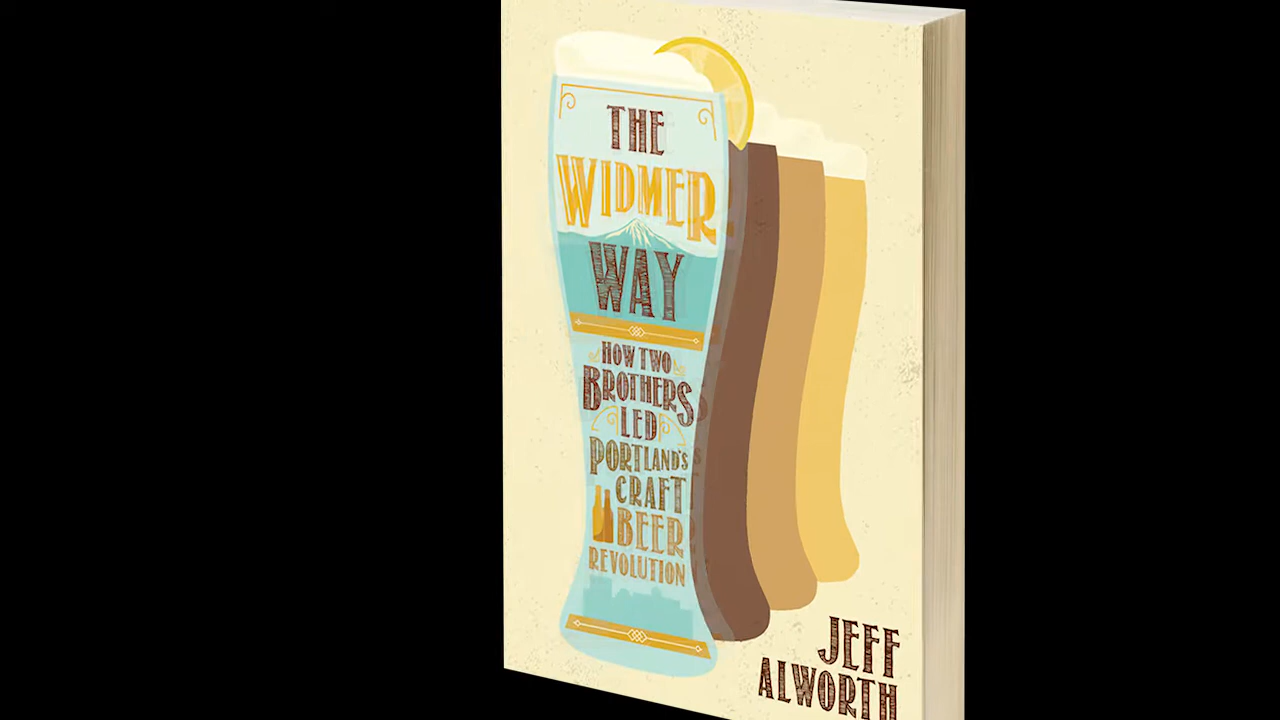 THE
WIDMER
WAY
HOW TWO
BROTHERS
LED
PORTLAND'S
CRAFT
BEER
REVOLUTION
JEFF
ALWORTH